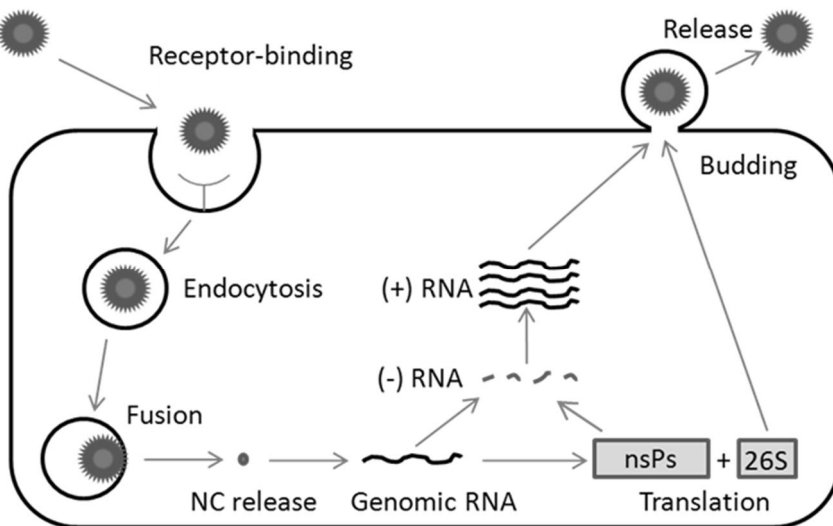 Release
Receptor-binding
Budding
Endocytosis
(+) RNA
(-) RNA
Fusion
nsPs + 26S
NC release Genomic RNA Translation